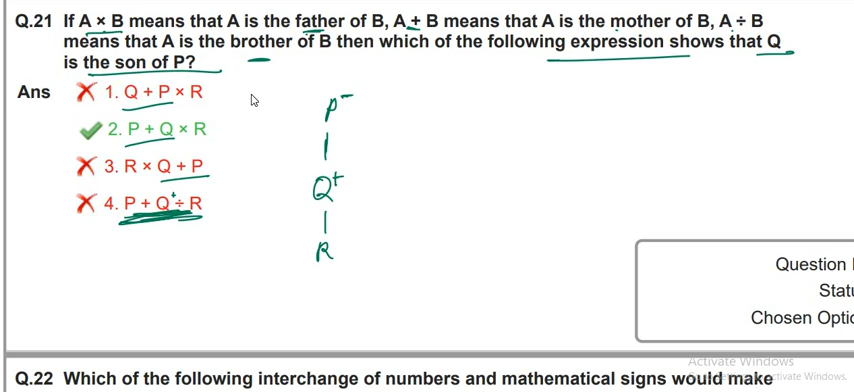 Q.21 If A × B means that A is the father of B, A + B means that A is the mother of B, A ÷ B
means that A is the brother of B then which of the following expression shows that Q
is the son of P?
Ans 1. Q + P × R
2. P + Q × R
3. R × Q + P
4. P + Q + ÷ R
P −
Q +
R
Question
Statu
Chosen Optio
Activate Windows
Q.22 Which of the following interchange of numbers and mathematical signs would make